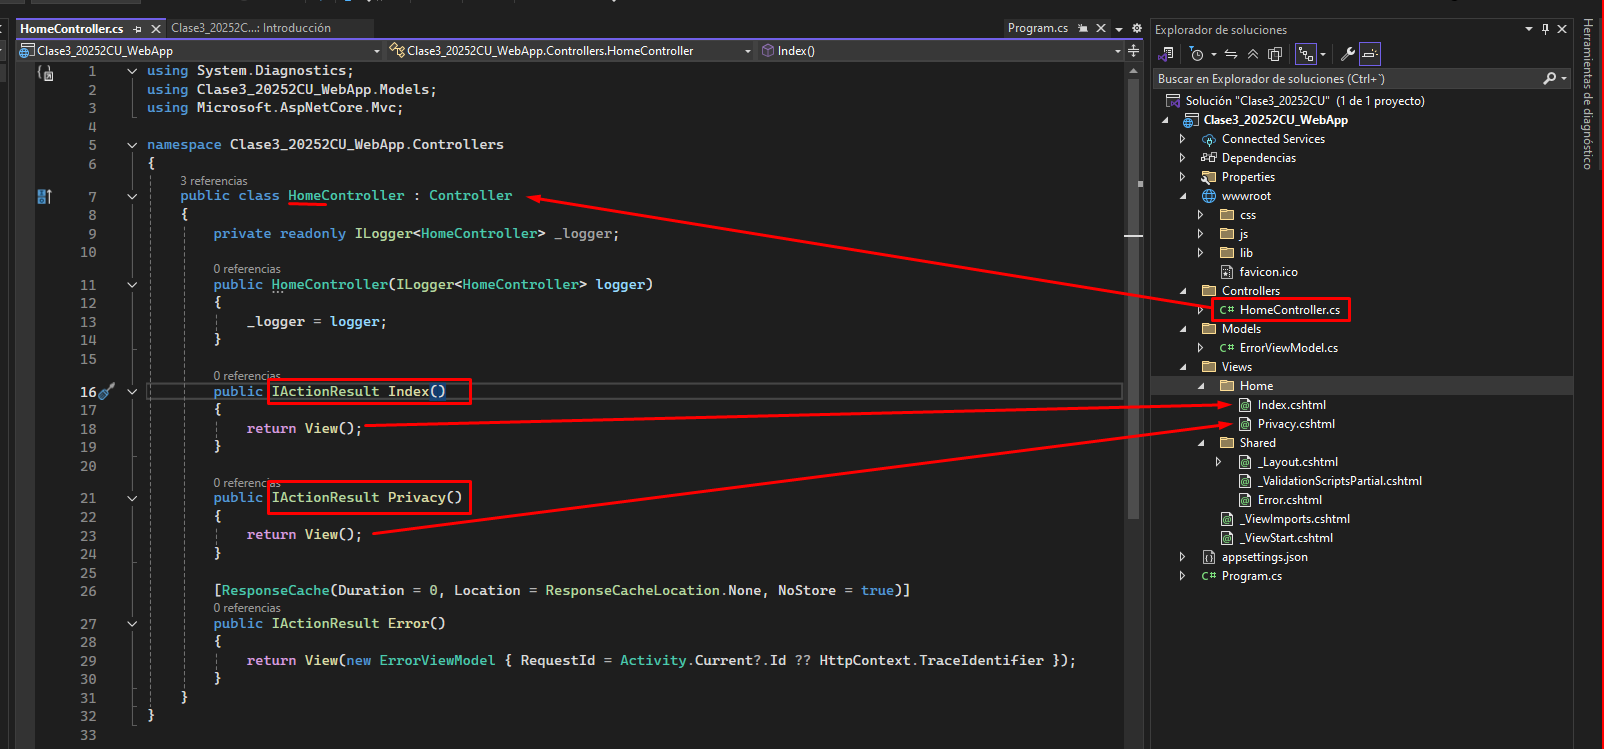 HomeController.cs
Clase3_20252C...: Introducción
Program.cs
Clase3_20252CU_WebApp
Clase3_20252CU_WebApp.Controllers.HomeController
Index()
1 using System.Diagnostics;
2 using Clase3_20252CU_WebApp.Models;
3 using Microsoft.AspNetCore.Mvc;
4
5 namespace Clase3_20252CU_WebApp.Controllers
6 {
3 referencias
7 public class HomeController : Controller
8 {
9 private readonly ILogger<HomeController> _logger;
10
0 referencias
11 public HomeController(ILogger<HomeController> logger)
12 {
13 _logger = logger;
14 }
15
0 referencias
16 public IActionResult Index()
17 {
18 return View();
19 }
20
0 referencias
21 public IActionResult Privacy()
22 {
23 return View();
24 }
25
26 [ResponseCache(Duration = 0, Location = ResponseCacheLocation.None, NoStore = true)]
0 referencias
27 public IActionResult Error()
28 {
29 return View(new ErrorViewModel { RequestId = Activity.Current?.Id ?? HttpContext.TraceIdentifier });
30 }
31 }
32 }
33
Explorador de soluciones
Buscar en Explorador de soluciones (Ctrl+`)
Solución "Clase3_20252CU" (1 de 1 proyecto)
Clase3_20252CU_WebApp
Connected Services
Dependencias
Properties
wwwroot
css
js
lib
favicon.ico
Controllers
C# HomeController.cs
Models
C# ErrorViewModel.cs
Views
Home
Index.cshtml
Privacy.cshtml
Shared
_Layout.cshtml
_ValidationScriptsPartial.cshtml
Error.cshtml
_ViewImports.cshtml
_ViewStart.cshtml
appsettings.json
C# Program.cs
Herramientas de diagnóstico